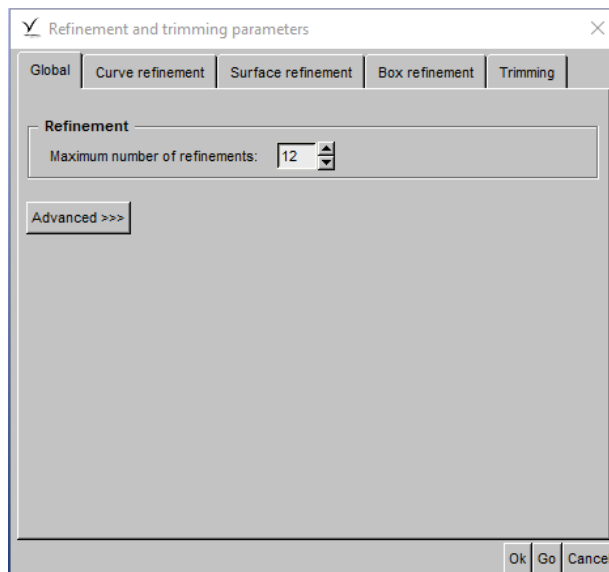 Refinement and trimming parameters
Global Curve refinement Surface refinement Box refinement Trimming
Refinement
Maximum number of refinements: 12
Advanced >>>
Ok Go Cance